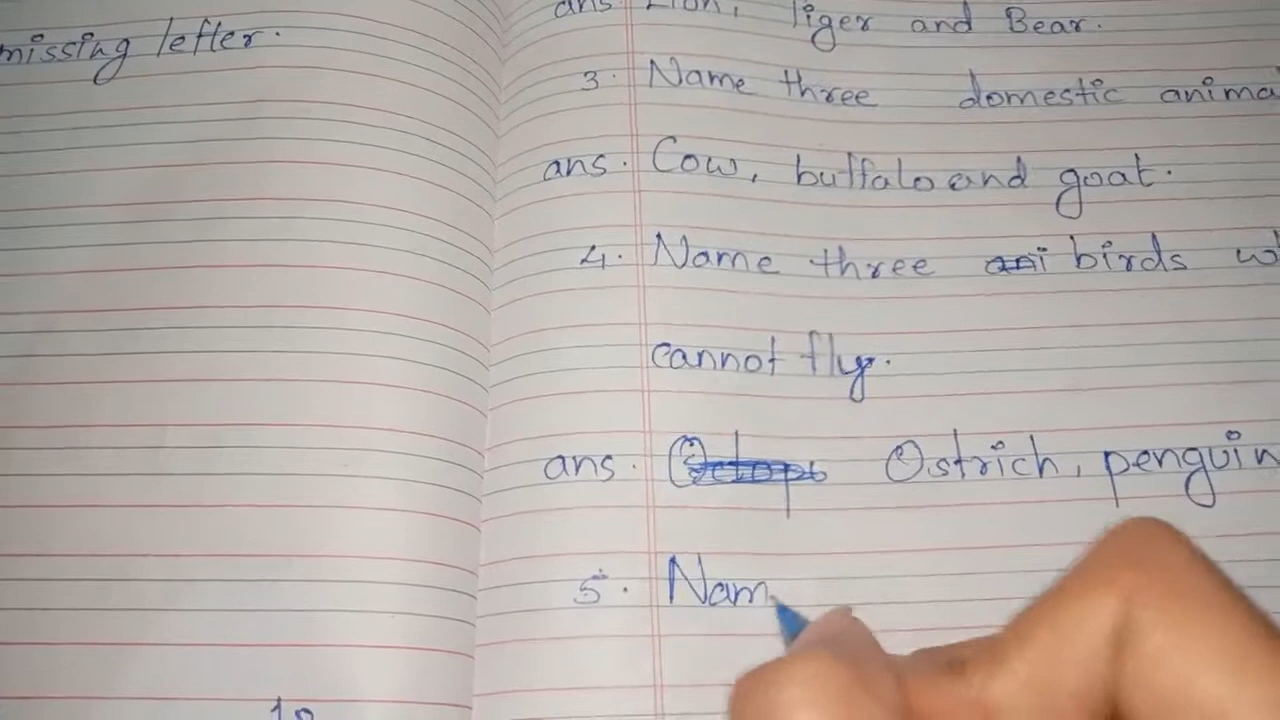 missing letter.
ans. Lion, Tiger and Bear.
3. Name three domestic anima
ans. Cow, buffalo and goat.
4. Name three birds w
cannot fly.
ans. Ostrich, penguin
5. Nam